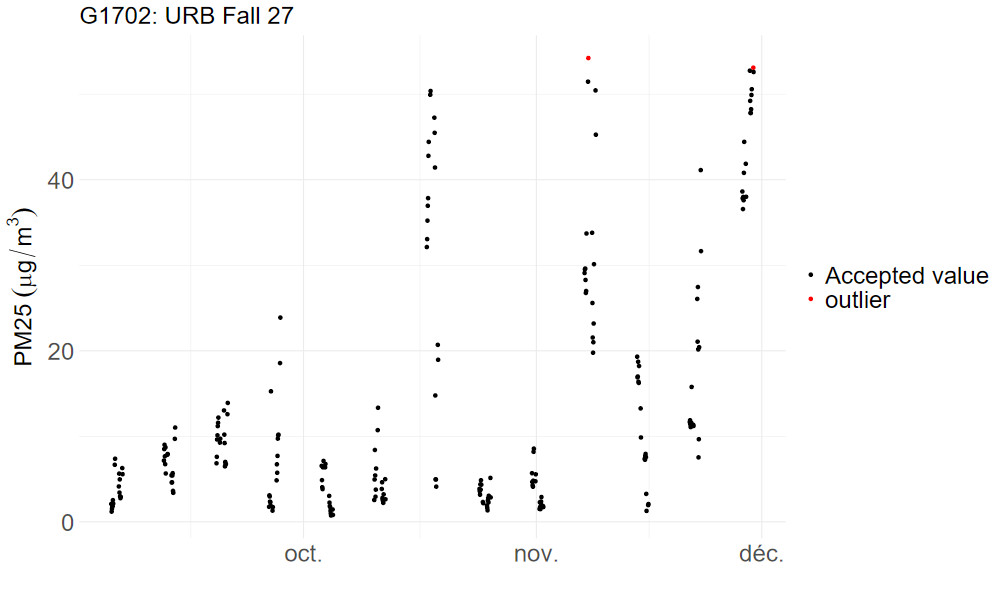 G1702: URB Fall 27
PM25 (μg/m³)
40
20
0
oct.
nov.
déc.
Accepted value
outlier